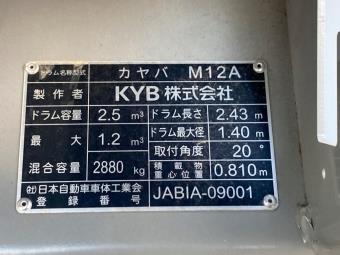 ドラム名称型式 カヤバ M12A
製作者 KYB株式会社
ドラム容量 2.5 m³ ドラム長さ 2.43 m
最大混合容量 1.2 m³ ドラム最大径 1.40 m
2880 kg 取付角度 20°
積載物重心位置 0.810 m
(社)日本自動車車体工業会
登録番号 JABIA-09001